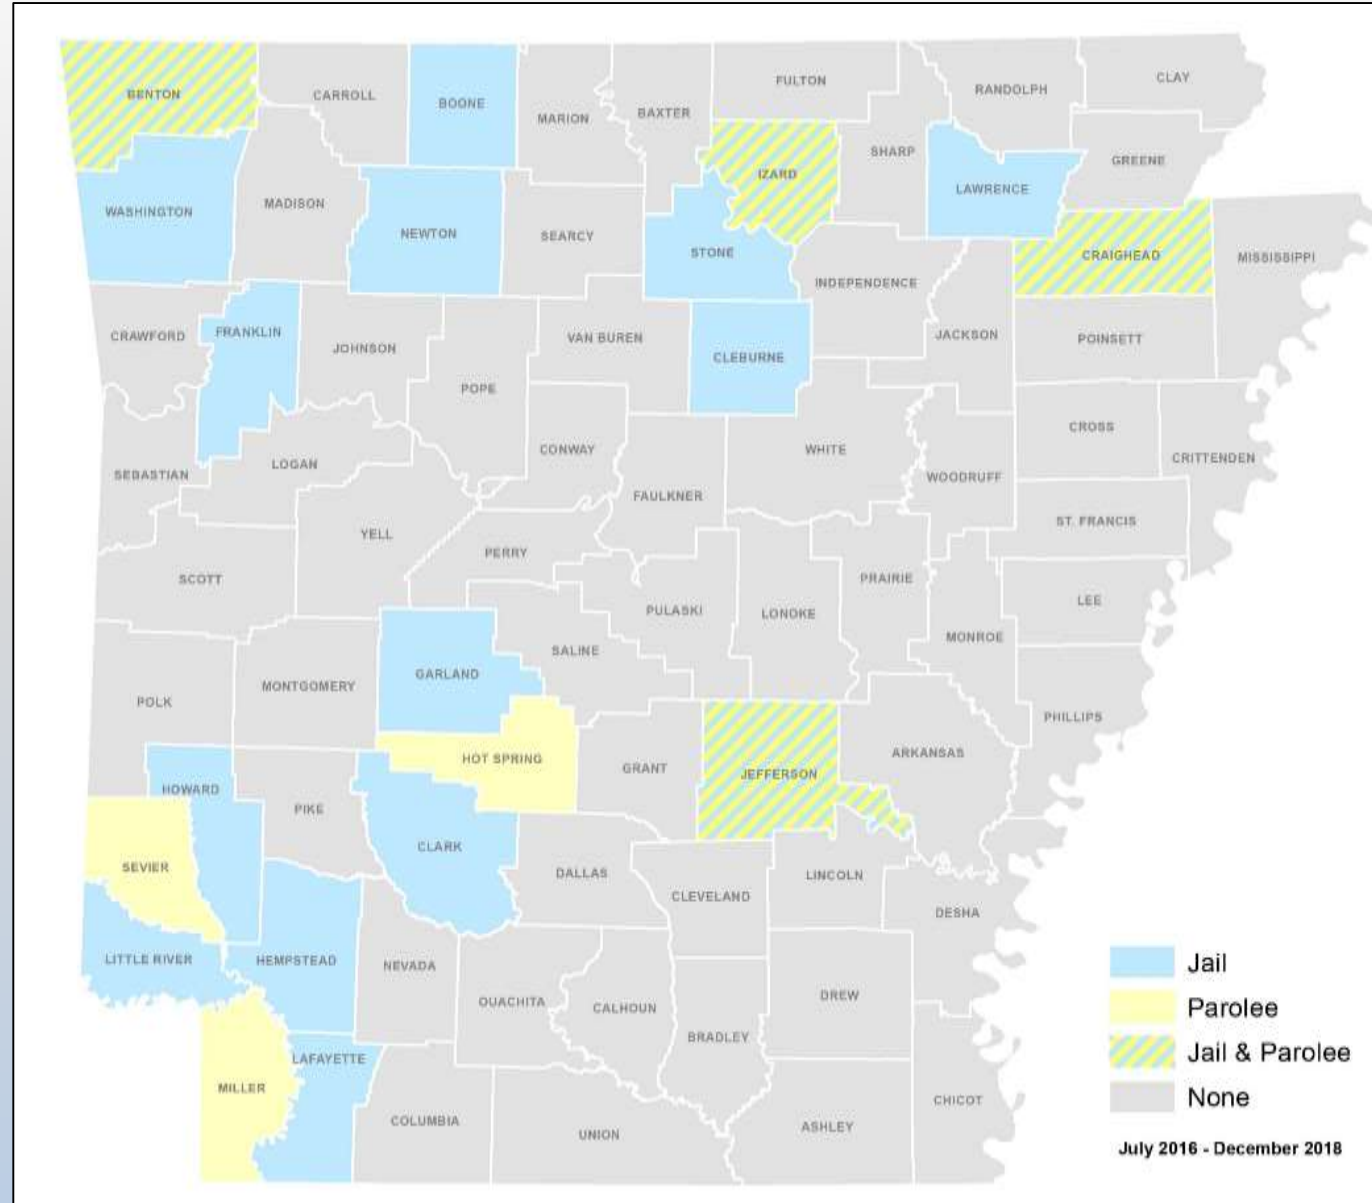 BENTON
CARROLL
BOONE
MARION
BAXTER
FULTON
RANDOLPH
CLAY
SHARP
GREENE
IZARD
LAWRENCE
WASHINGTON
MADISON
NEWTON
SEARCY
STONE
CRAIGHEAD
MISSISSIPPI
INDEPENDENCE
CRAWFORD
FRANKLIN
JOHNSON
VAN BUREN
CLEBURNE
JACKSON
POINSETT
POPE
CONWAY
WHITE
CROSS
CRITTENDEN
SEBASTIAN
LOGAN
FAULKNER
WOODRUFF
ST. FRANCIS
YELL
PERRY
SCOTT
PULASKI
LONOKE
PRAIRIE
LEE
MONROE
GARLAND
SALINE
POLK
MONTGOMERY
PHILLIPS
HOT SPRING
GRANT
JEFFERSON
ARKANSAS
HOWARD
PIKE
CLARK
SEVIER
DALLAS
CLEVELAND
LINCOLN
DESHA
LITTLE RIVER
HEMPSTEAD
NEVADA
OUACHITA
CALHOUN
DREW
BRADLEY
LAFAYETTE
MILLER
COLUMBIA
UNION
ASHLEY
CHICOT
Jail
Parolee
Jail & Parolee
None
July 2016 - December 2018